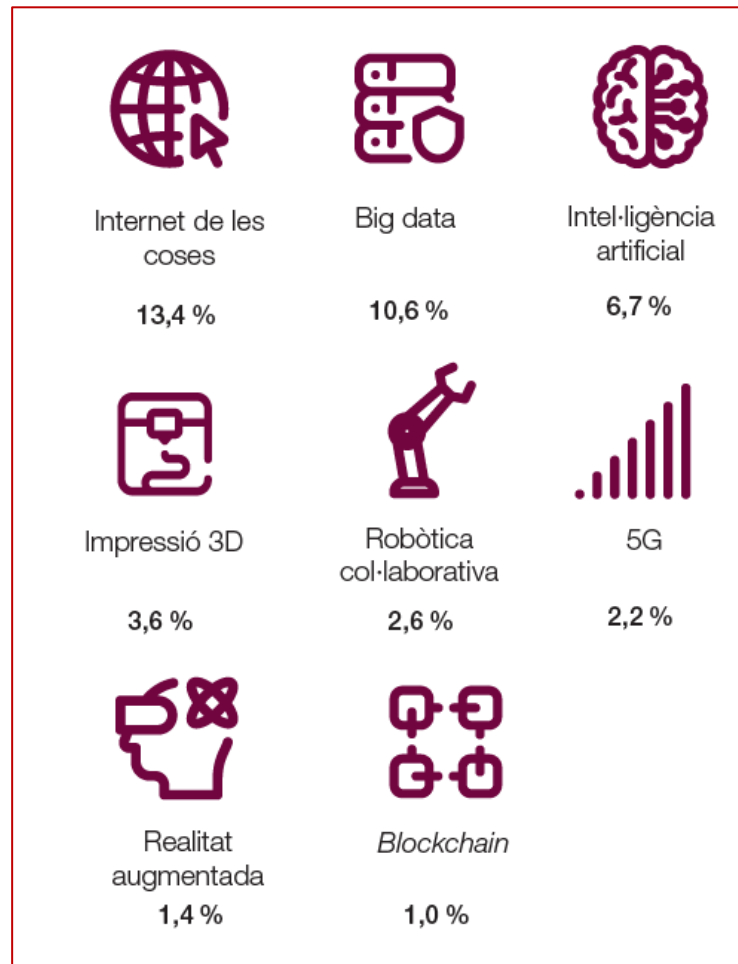 Internet de les
coses
13,4 %
Big data
10,6 %
Intel·ligència
artificial
6,7 %
Impressió 3D
3,6 %
Robòtica
col·laborativa
2,6 %
5G
2,2 %
Realitat
augmentada
1,4 %
Blockchain
1,0 %